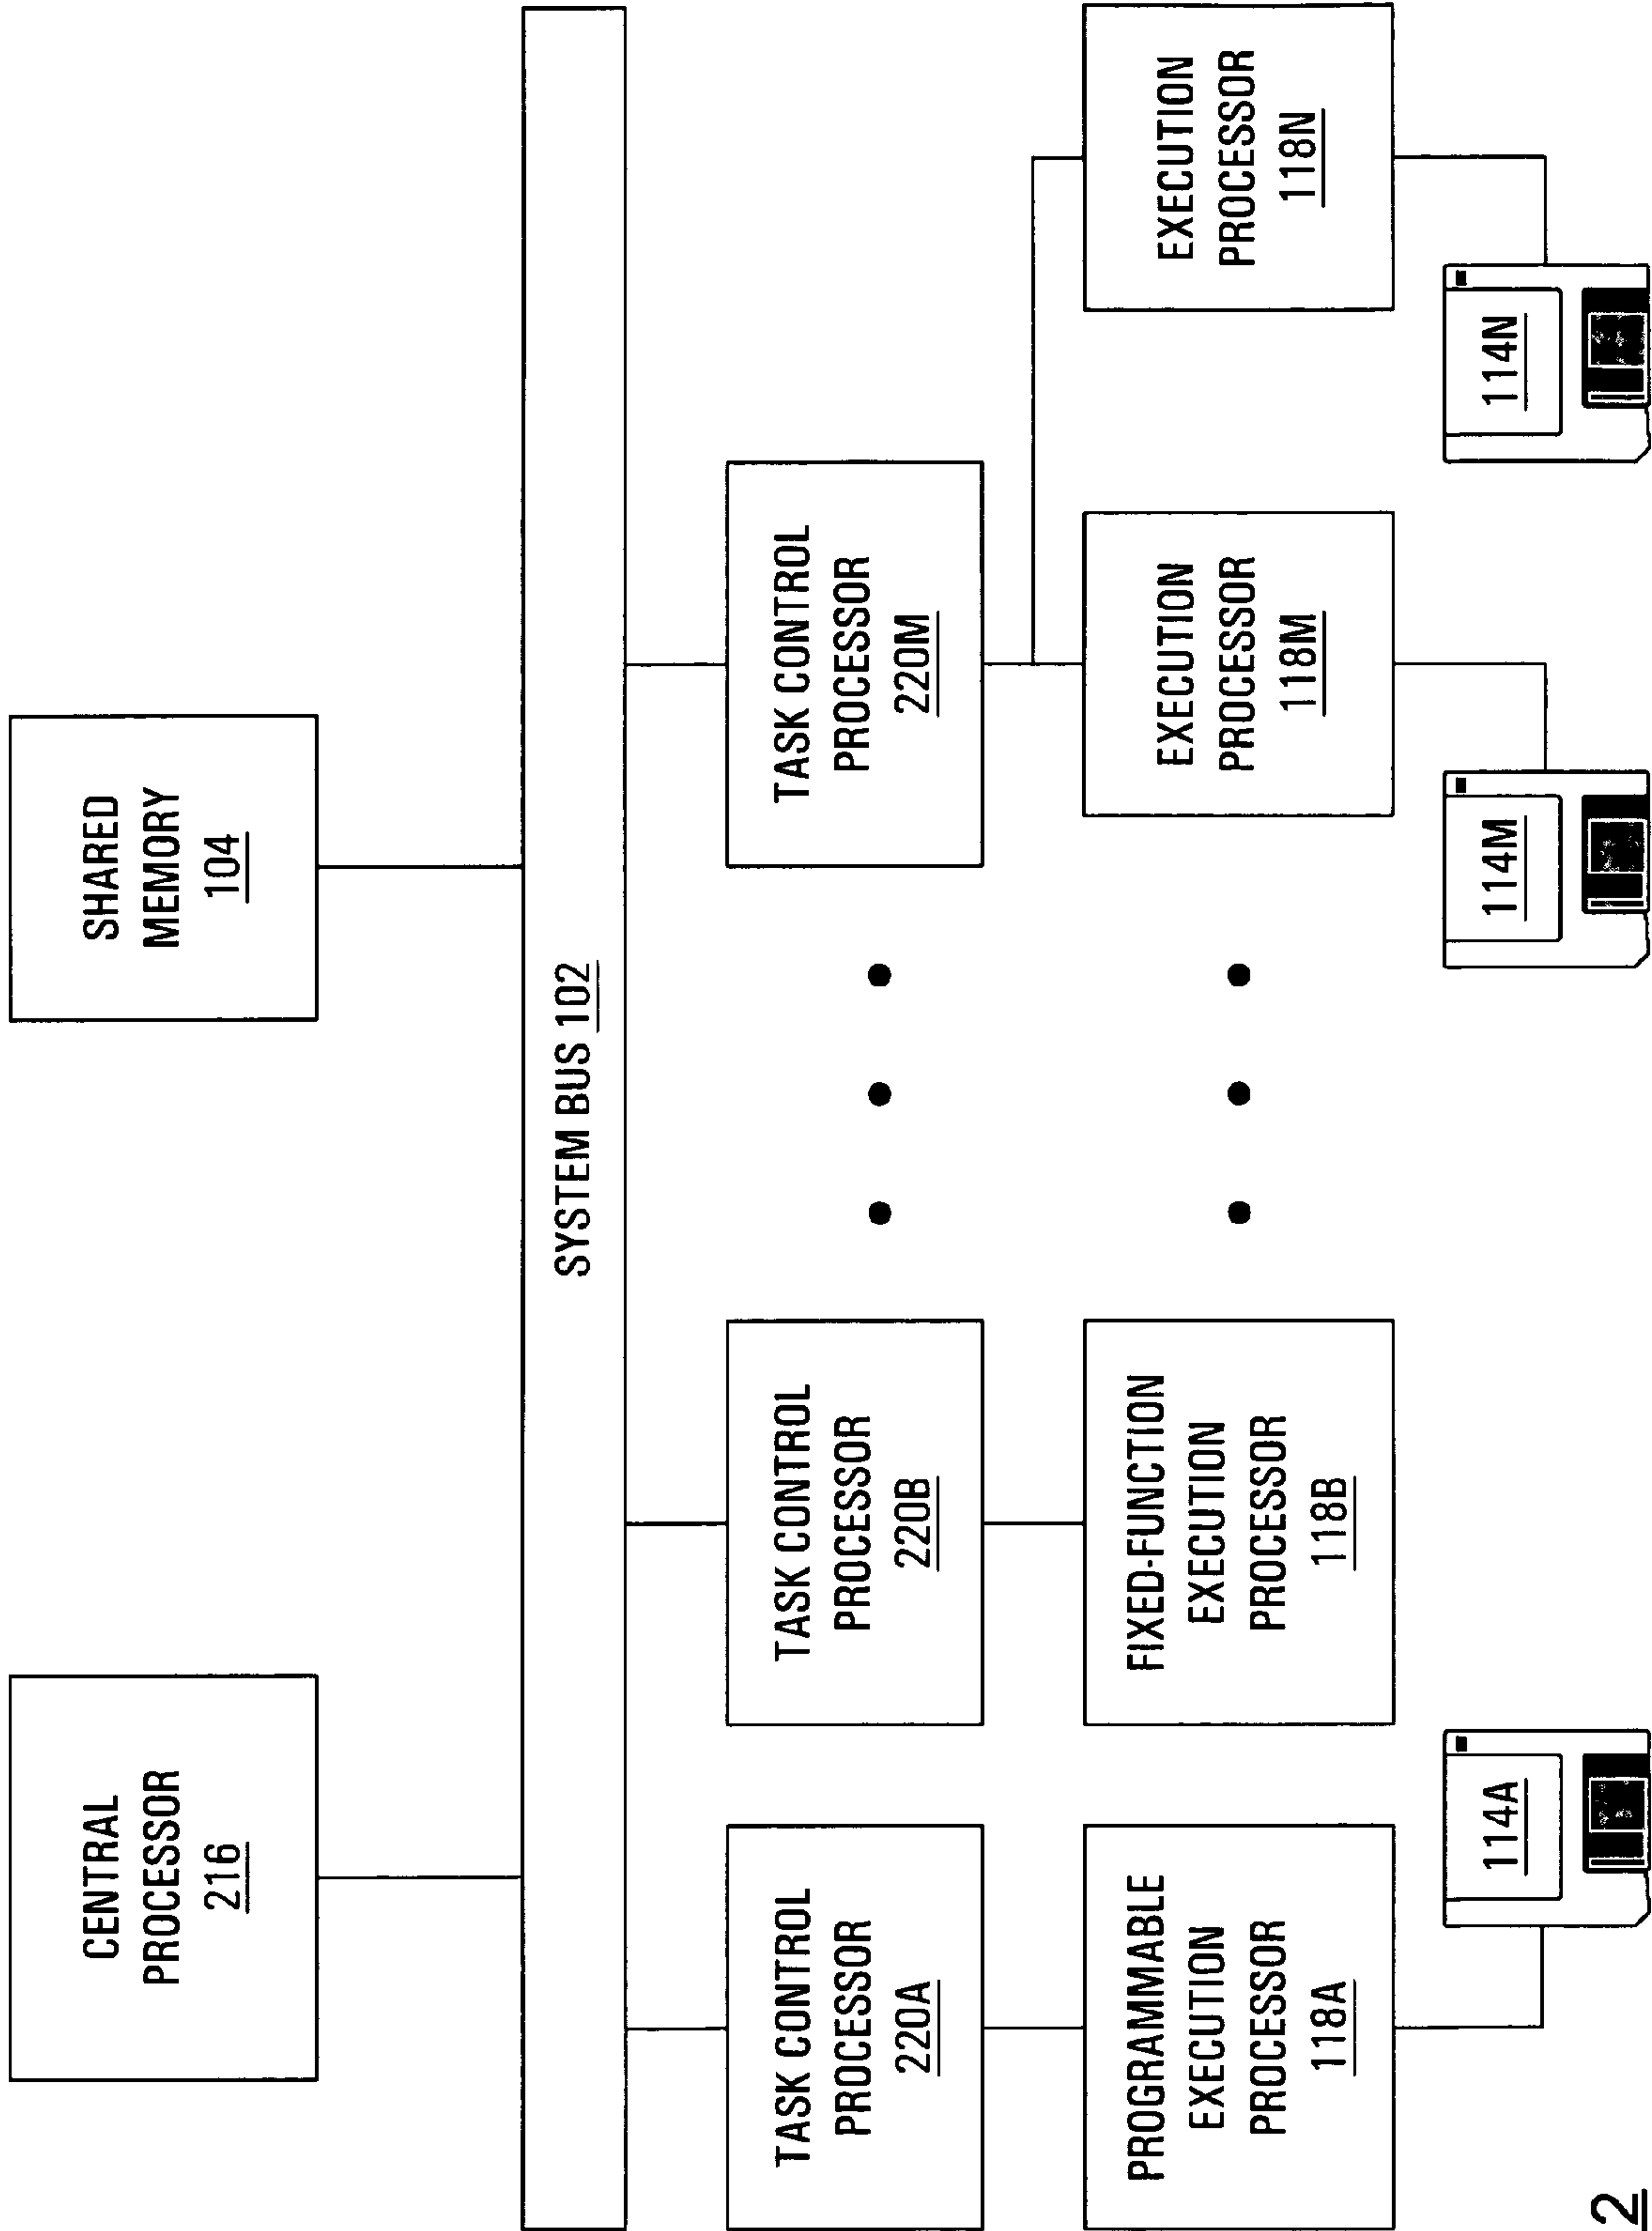 CENTRAL
PROCESSOR
216
SHARED
MEMORY
104
SYSTEM BUS 102
TASK CONTROL
PROCESSOR
220A
TASK CONTROL
PROCESSOR
220B
TASK CONTROL
PROCESSOR
220M
PROGRAMMABLE
EXECUTION
PROCESSOR
118A
FIXED-FUNCTION
EXECUTION
PROCESSOR
118B
EXECUTION
PROCESSOR
118M
EXECUTION
PROCESSOR
118N
114A
114M
114N
2